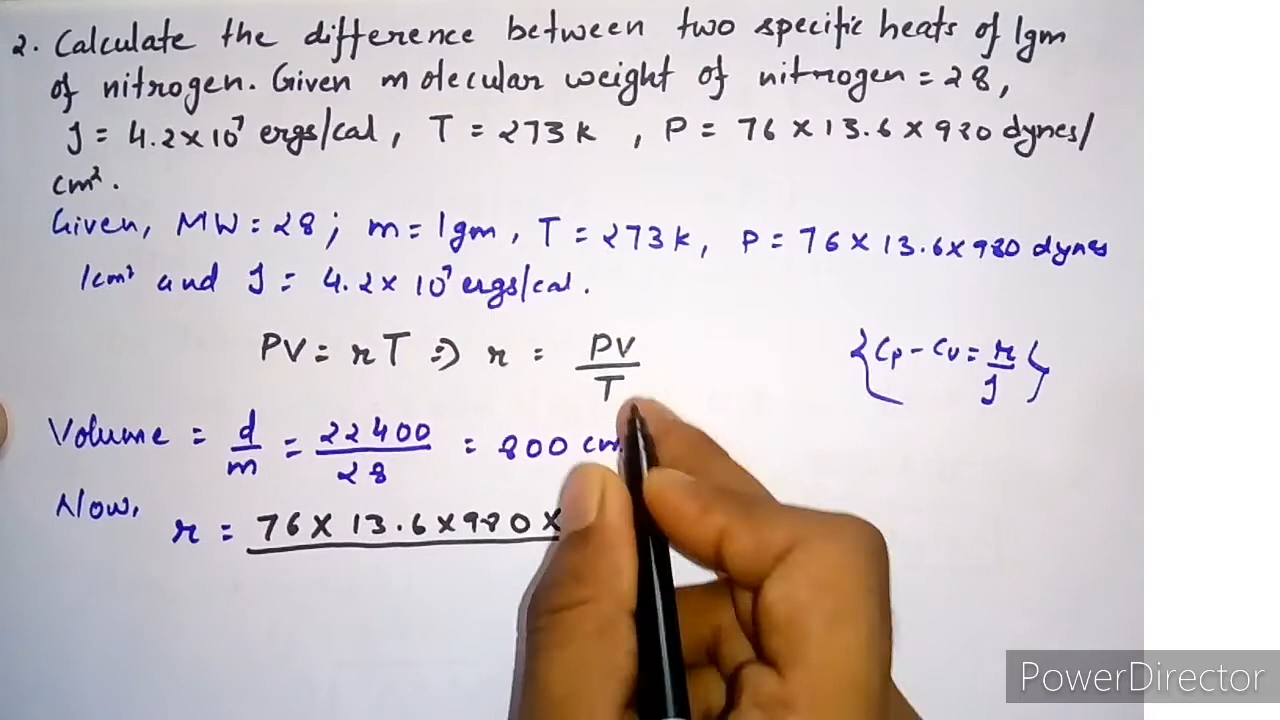 2. Calculate the difference between two specific heats of 1gm
of nitrogen. Given molecular weight of nitrogen = 28,
J = 4.2 × 10⁷ ergs/cal, T = 273 k, P = 76 × 13.6 × 980 dynes/
cm².
Given, MW = 28; m = 1gm, T = 273 k, P = 76 × 13.6 × 980 dynes
/cm² and J = 4.2 × 10⁷ ergs/cal.
PV = rT ⇒ r = PV/T {Cp - Cv = r/J}
Volume = d/m = 22400/28 = 800 cm
Now,
r = 76 × 13.6 × 980 ×
PowerDirector